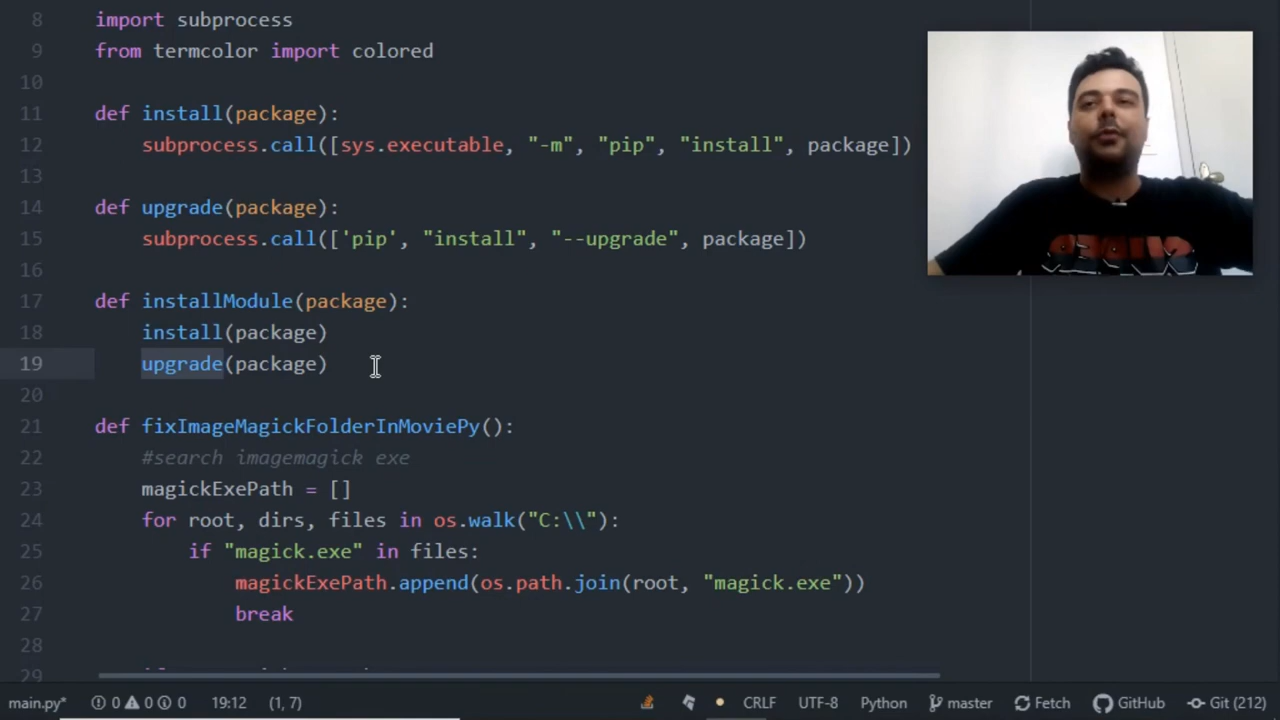 8 import subprocess
9 from termcolor import colored
10
11 def install(package):
12 subprocess.call([sys.executable, "-m", "pip", "install", package])
13
14 def upgrade(package):
15 subprocess.call(['pip', "install", "--upgrade", package])
16
17 def installModule(package):
18 install(package)
19 upgrade(package)
20
21 def fixImageMagickFolderInMoviePy():
22 #search imagemagick exe
23 magickExePath = []
24 for root, dirs, files in os.walk("C:\\"):
25 if "magick.exe" in files:
26 magickExePath.append(os.path.join(root, "magick.exe"))
27 break
28
29
main.py* 0 0 0 19:12 (1, 7) CRLF UTF-8 Python master Fetch GitHub Git (212)